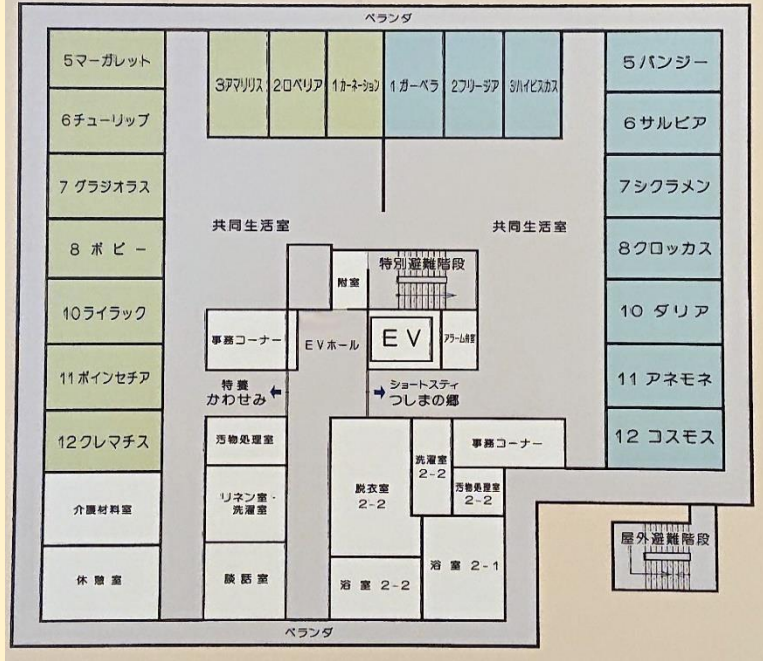 ベランダ
5マーガレット
3アマリリス
2ロベリア
1カーネーション
1ガーベラ
2フリージア
3ハイビスカス
5パンジー
6チューリップ
6サルビア
7グラジオラス
7シクラメン
共同生活室
共同生活室
8ポピー
8クロッカス
特別避難階段
附室
10ライラック
10ダリア
事務コーナー
EVホール
EV
アラーム弁室
11ポインセチア
11アネモネ
特養
かわせみ
ショートスティ
つしまの郷
12クレマチス
12コスモス
汚物処理室
洗濯室
2-2
事務コーナー
介護材料室
リネン室・
洗濯室
脱衣室
2-2
汚物処理室
2-2
屋外避難階段
休憩室
談話室
浴室2-2
浴室2-1
ベランダ